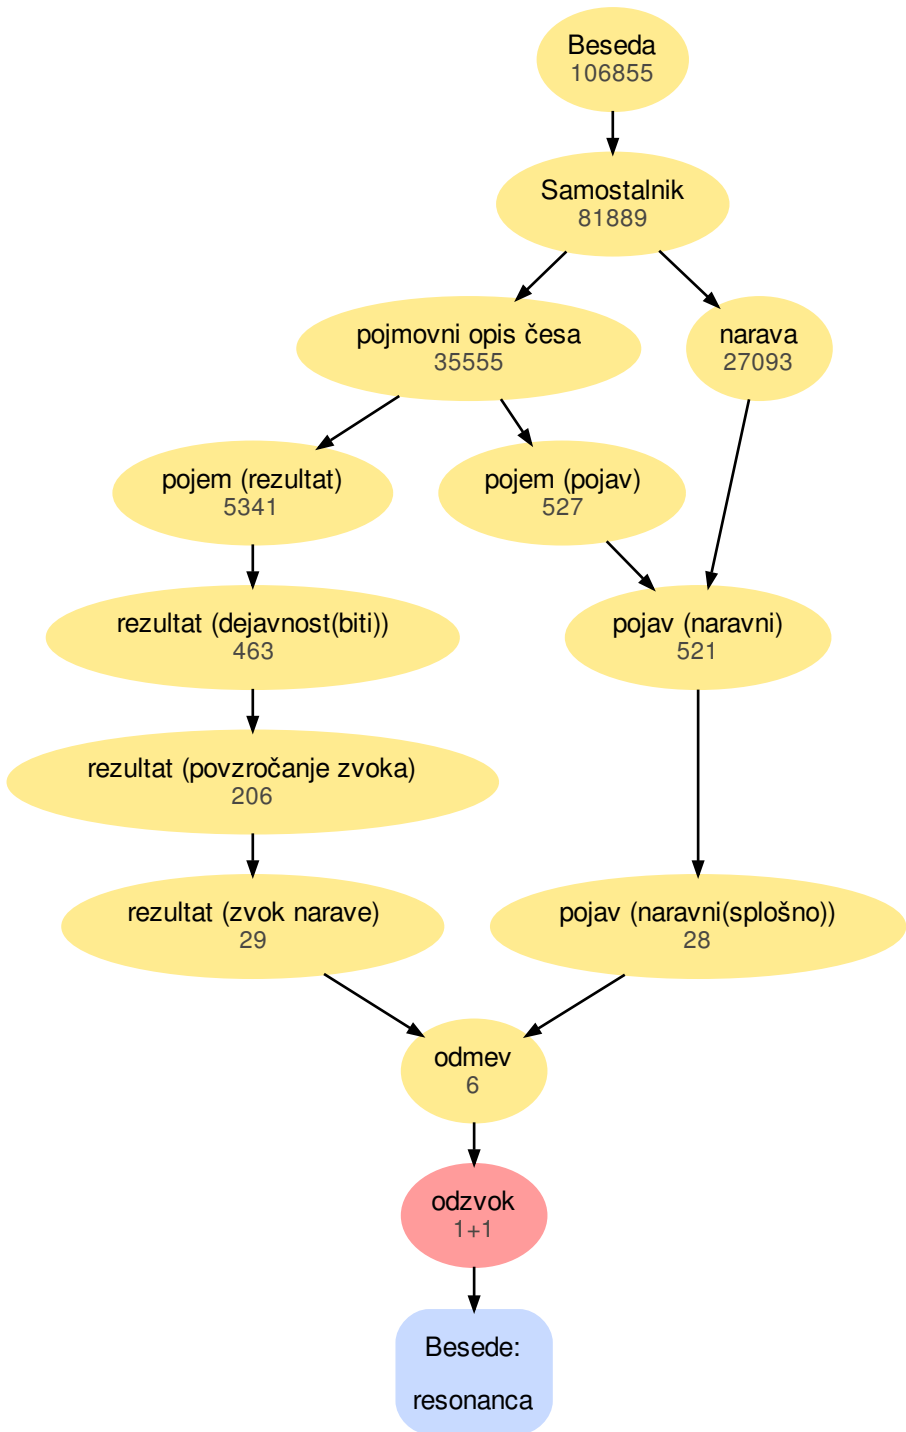 Beseda
106855
Samostalnik
81889
pojmovni opis česa
35555
narava
27093
pojem (rezultat)
5341
pojem (pojav)
527
rezultat (dejavnost(biti))
463
pojav (naravni)
521
rezultat (povzročanje zvoka)
206
rezultat (zvok narave)
29
pojav (naravni(splošno))
28
odmev
6
odzvok
1+1
Besede:
resonanca